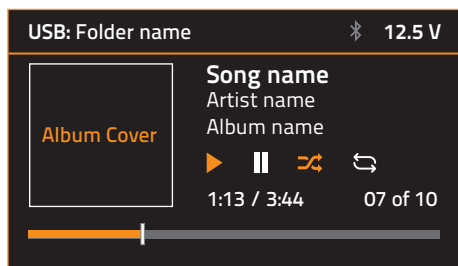 USB: Folder name 12.5 V
Album Cover
Song name
Artist name
Album name
1:13 / 3:44 07 of 10